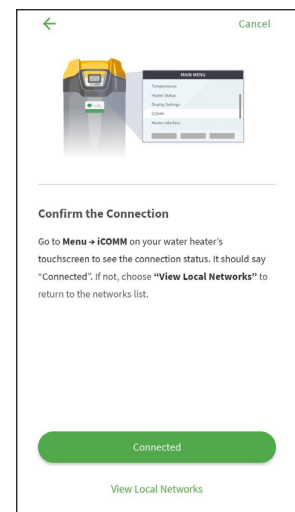 Cancel
MAIN MENU
Temperatures
Heater Status
Display Settings
iCOMM
Heater Interface
Confirm the Connection
Go to Menu → iCOMM on your water heater's
touchscreen to see the connection status. It should say
"Connected". If not, choose "View Local Networks" to
return to the networks list.
Connected
View Local Networks